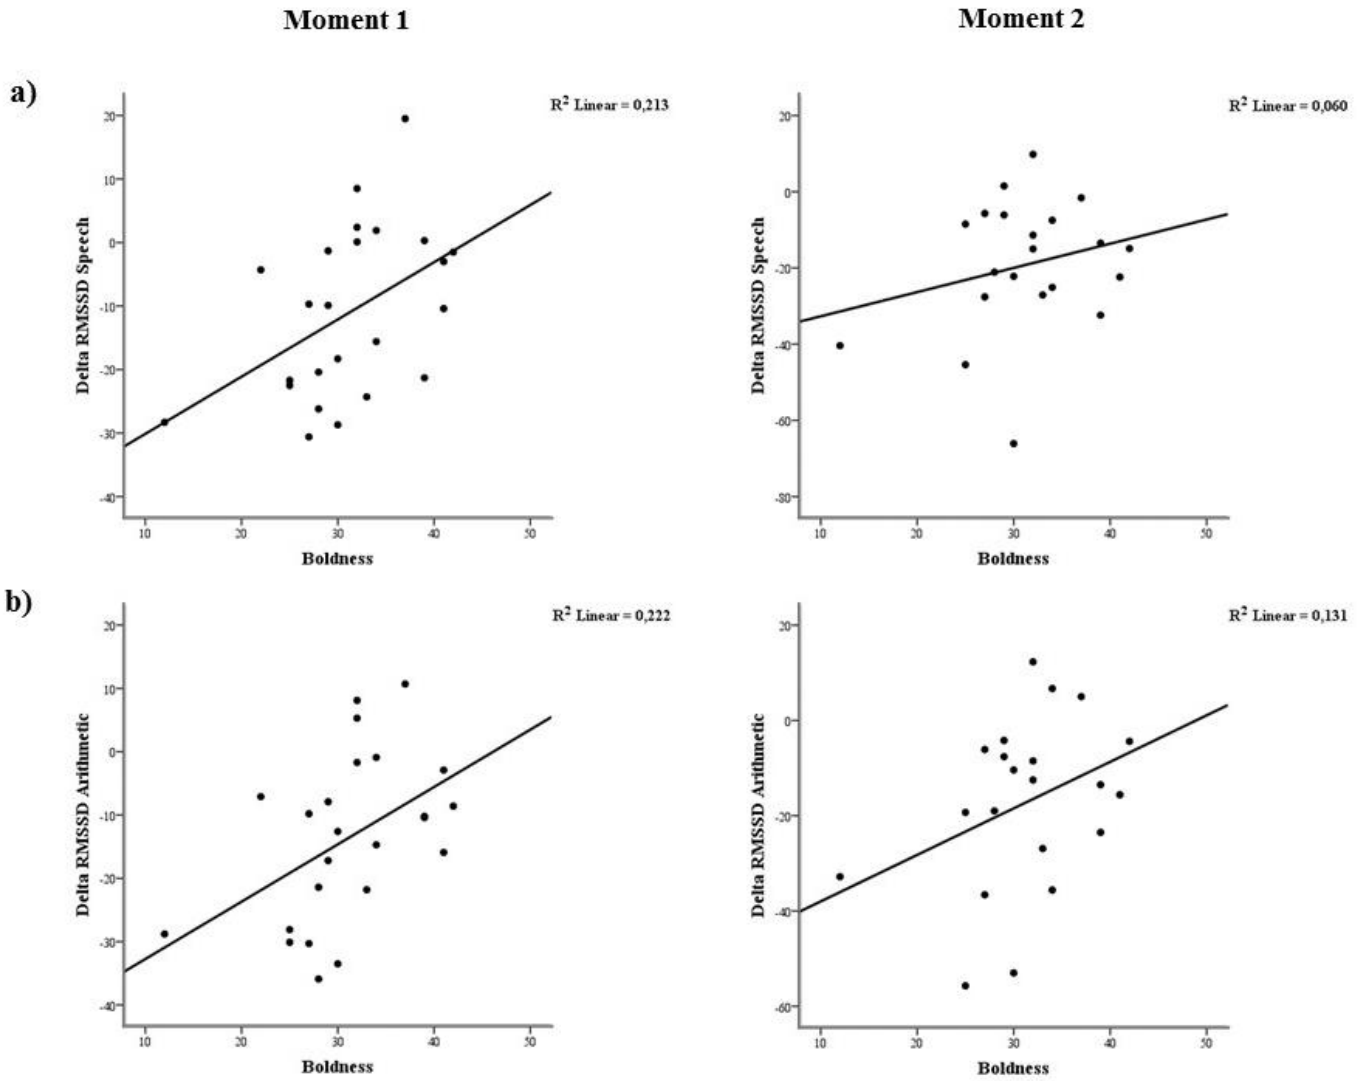 Moment 1
Moment 2
a)
R² Linear = 0,213
20
10
0
-10
-20
-30
-40
Delta RMSSD Speech
10 20 30 40 50
Boldness
R² Linear = 0,060
20
0
-20
-40
-60
-80
Delta RMSSD Speech
10 20 30 40 50
Boldness
b)
R² Linear = 0,222
20
10
0
-10
-20
-30
-40
Delta RMSSD Arithmetic
10 20 30 40 50
Boldness
R² Linear = 0,131
20
0
-20
-40
-60
Delta RMSSD Arithmetic
10 20 30 40 50
Boldness